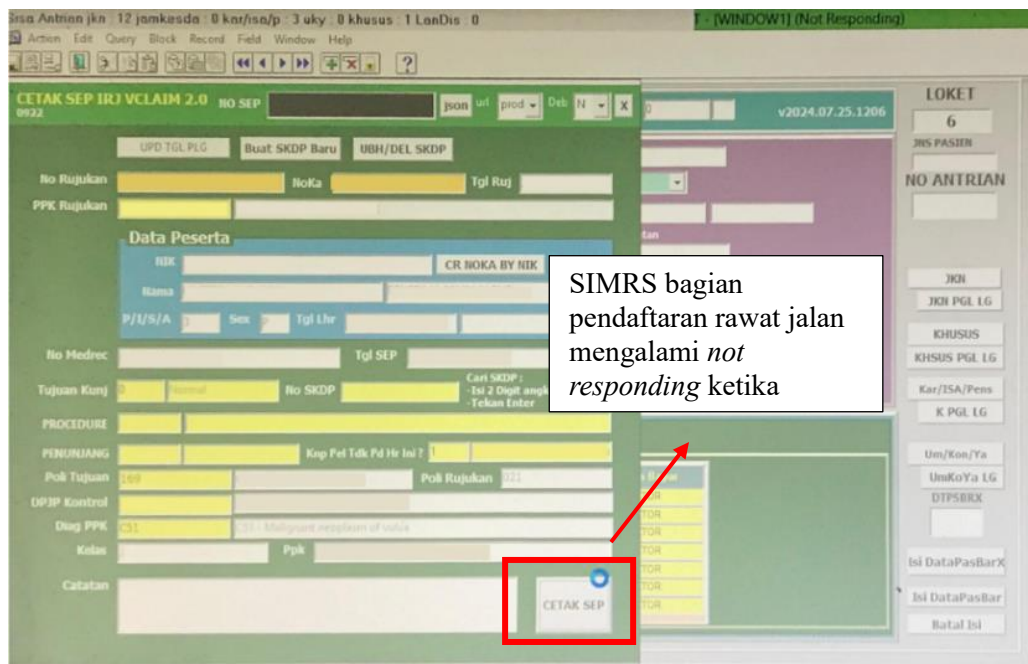 Sisa Antrian jkn : 12 jamkesda : 0 kar/isa/p : 3 uky : 0 khusus : 1 LanDis : 0
T - [WINDOW1] (Not Responding)
Action Edit Query Block Record Field Window Help
CETAK SEP IRJ VCLAIM 2.0 NO SEP json url prod Deb N X
0922
v2024.07.25.1206
LOKET
6
JNS PASIEN
NO ANTRIAN
UPD TGL PLG Buat SKDP Baru UBH/DEL SKDP
No Rujukan NoKa Tgl Ruj
PPK Rujukan
Data Peserta
NIK CR NOKA BY NIK
Nama
P/I/S/A Sex Tgl Lhr
No Medrec Tgl SEP
Tujuan Kunj Normal No SKDP
Cari SKDP :
-Isi 2 Digit
-Tekan Enter
PROCEDURE
PENUNJANG Knp Pel Tdk Pd Hr Ini ?
Poli Tujuan 169 Poli Rujukan 021
DPJP Kontrol
Diag PPK C51 C51 - Malignant neoplasm of vulva
Kelas Ppk
Catatan
CETAK SEP
SIMRS bagian
pendaftaran rawat jalan
mengalami not
responding ketika
JKN
JKN PGL LG
KHUSUS
KHSUS PGL LG
Kar/ISA/Pens
K PGL LG
Um/Kon/Ya
UmKoYa LG
DTPSBRX
Isi DataPasBarX
Isi DataPasBar
Batal Isi